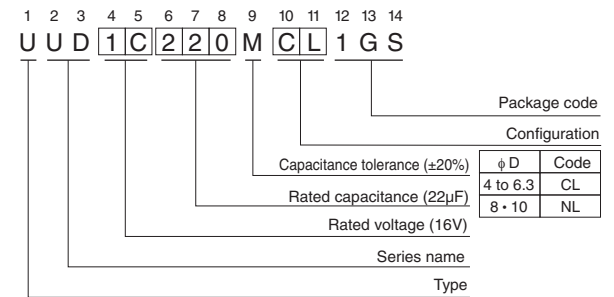 1 2 3 4 5 6 7 8 9 10 11 12 13 14
U U D 1 C 2 2 0 M C L 1 G S
Package code
Configuration
Capacitance tolerance (±20%)
φ D Code
4 to 6.3 CL
8 • 10 NL
Rated capacitance (22µF)
Rated voltage (16V)
Series name
Type